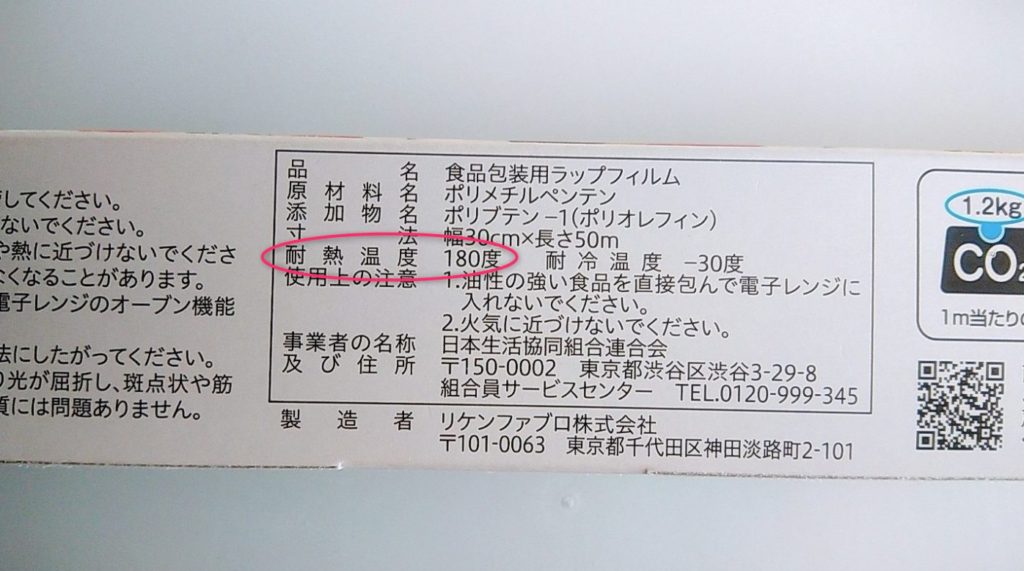 してください。
ないでください。
や熱に近づけないでくださ
くなることがあります。
電子レンジのオーブン機能
法にしたがってください。
り光が屈折し、斑点状や筋
質には問題ありません。
品名 食品包装用ラップフィルム
原材料名 ポリメチルペンテン
添加物名 ポリブテン−1(ポリオレフィン)
寸法 幅30cm×長さ50m
耐熱温度 180度 耐冷温度 −30度
使用上の注意 1.油性の強い食品を直接包んで電子レンジに
入れないでください。
2.火気に近づけないでください。
事業者の名称 日本生活協同組合連合会
及び住所 〒150-0002 東京都渋谷区渋谷3-29-8
組合員サービスセンター TEL.0120-999-345
製造者 リケンファブロ株式会社
〒101-0063 東京都千代田区神田淡路町2-101
1.2kg
CO₂
1m当たりの